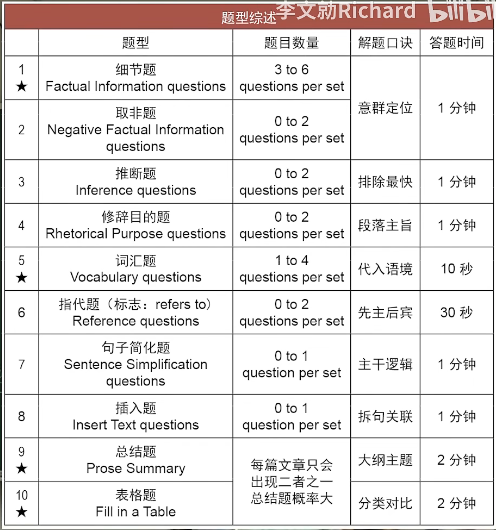 李文勍Richard bilibili
题型综述
题型 题目数量 解题口诀 答题时间
1 ★
细节题
Factual Information questions
3 to 6
questions per set
2
取非题
Negative Factual Information
questions
0 to 2
questions per set
意群定位
1 分钟
3
推断题
Inference questions
0 to 2
questions per set
排除最快
1 分钟
4
修辞目的题
Rhetorical Purpose questions
0 to 2
questions per set
段落主旨
1 分钟
5 ★
词汇题
Vocabulary questions
1 to 4
questions per set
代入语境
10 秒
6
指代题（标志：refers to）
Reference questions
0 to 2
questions per set
先主后宾
30 秒
7
句子简化题
Sentence Simplification
questions
0 to 1
question per set
主干逻辑
1 分钟
8
插入题
Insert Text questions
0 to 1
question per set
拆句关联
1 分钟
9 ★
总结题
Prose Summary
大纲主题
2 分钟
10 ★
表格题
Fill in a Table
每篇文章只会
出现二者之一
总结题概率大
分类对比
2 分钟